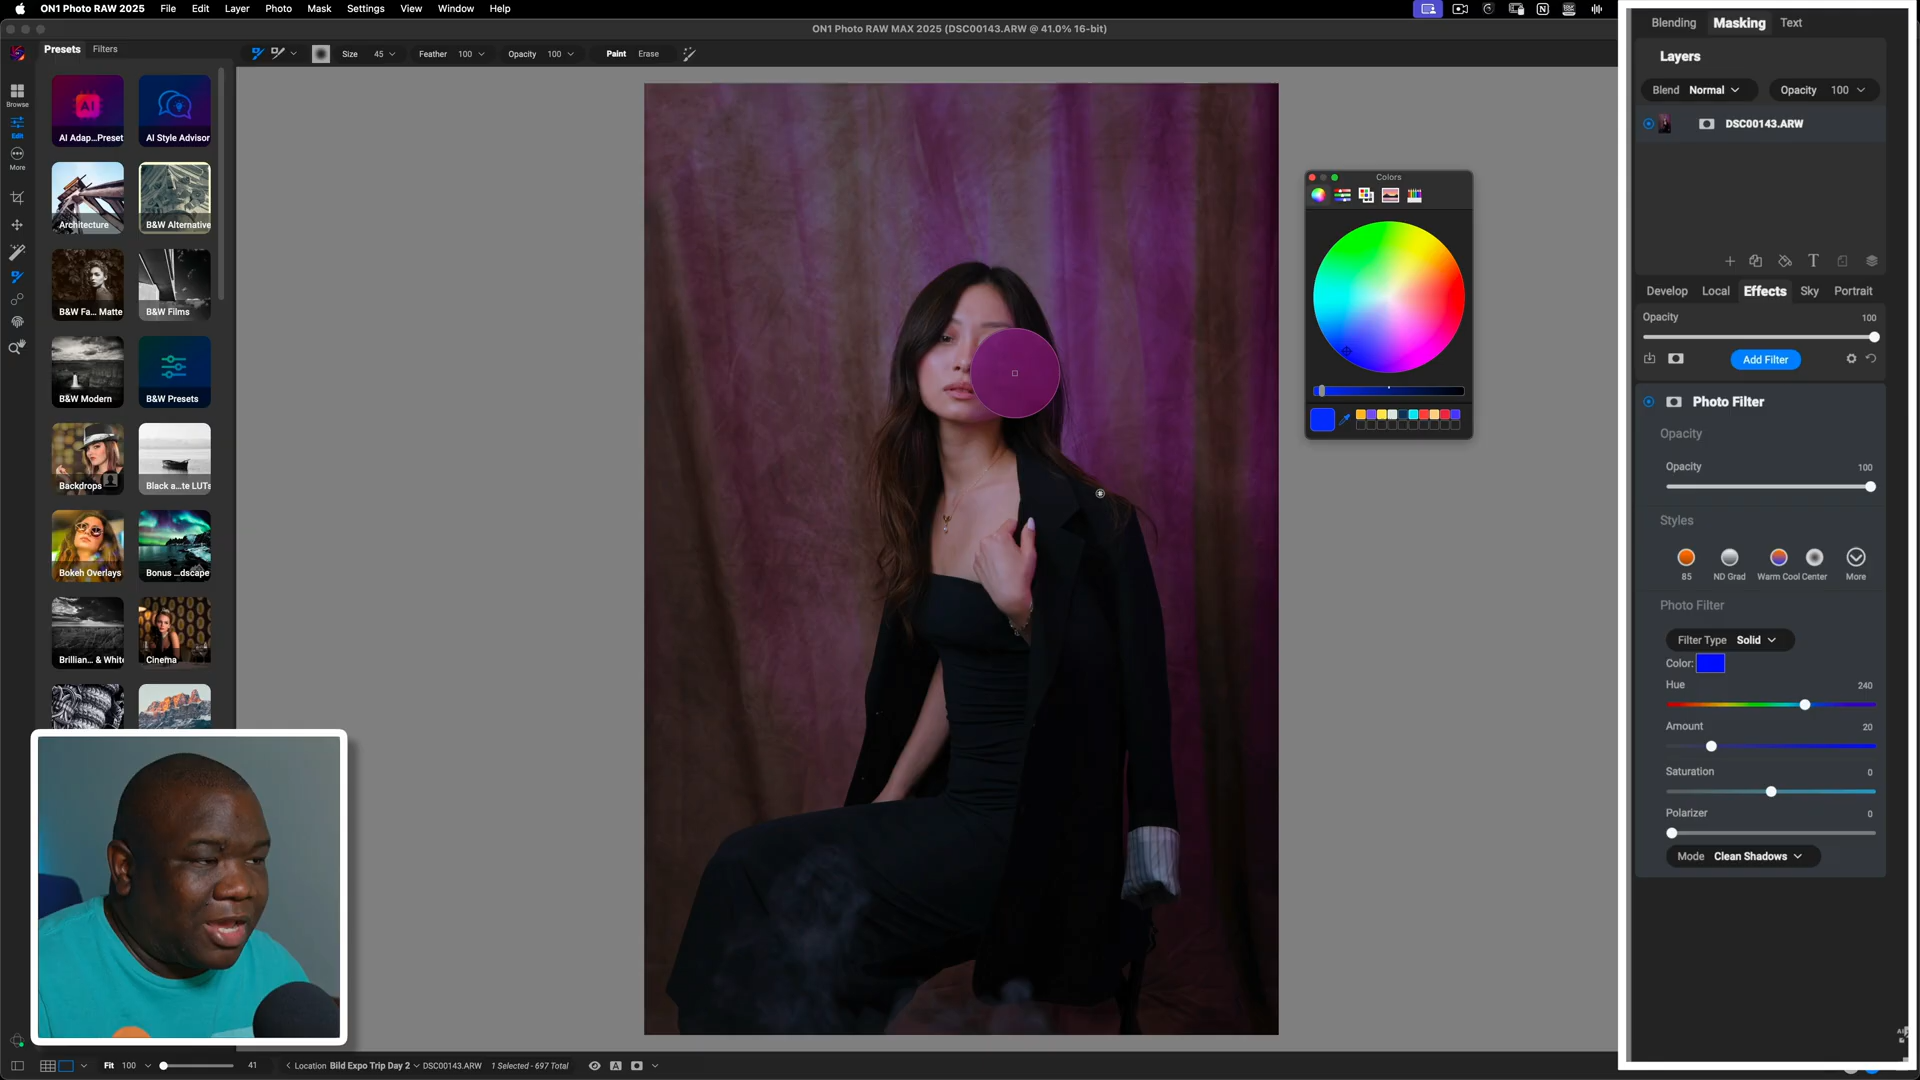 ON1 Photo RAW 2025 File Edit Layer Photo Mask Settings View Window Help
ON1 Photo RAW MAX 2025 (DSC00143.ARW @ 41.0% 16-bit)
Presets Filters
Size 45 Feather 100 Opacity 100 Paint Erase
Browse
Edit
More
AI Adap...Preset
AI Style Advisor
Architecture
B&W Alternative
B&W Fa... Matte
B&W Films
B&W Modern
B&W Presets
Backdrops
Black a...te LUTs
Bokeh Overlays
Bonus ...dscape
Brillian... & White
Cinema
Colors
Blending Masking Text
Layers
Blend Normal Opacity 100
DSC00143.ARW
Develop Local Effects Sky Portrait
Opacity 100
Add Filter
Photo Filter
Opacity
Opacity 100
Styles
85 ND Grad Warm Cool Center More
Photo Filter
Filter Type Solid
Color:
Hue 240
Amount 20
Saturation 0
Polarizer 0
Mode Clean Shadows
Fit 100 41 Location Bild Expo Trip Day 2 DSC00143.ARW 1 Selected - 697 Total